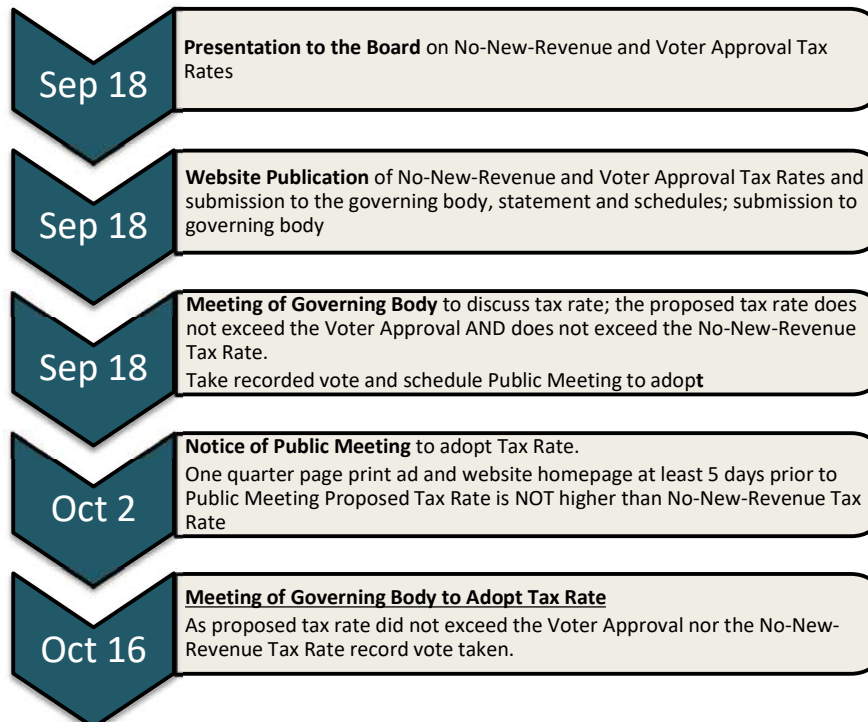 Sep 18
Presentation to the Board on No-New-Revenue and Voter Approval Tax
Rates
Sep 18
Website Publication of No-New-Revenue and Voter Approval Tax Rates and
submission to the governing body, statement and schedules; submission to
governing body
Sep 18
Meeting of Governing Body to discuss tax rate; the proposed tax rate does
not exceed the Voter Approval AND does not exceed the No-New-Revenue
Tax Rate.
Take recorded vote and schedule Public Meeting to adopt
Oct 2
Notice of Public Meeting to adopt Tax Rate.
One quarter page print ad and website homepage at least 5 days prior to
Public Meeting Proposed Tax Rate is NOT higher than No-New-Revenue Tax
Rate
Oct 16
Meeting of Governing Body to Adopt Tax Rate
As proposed tax rate did not exceed the Voter Approval nor the No-New-
Revenue Tax Rate record vote taken.